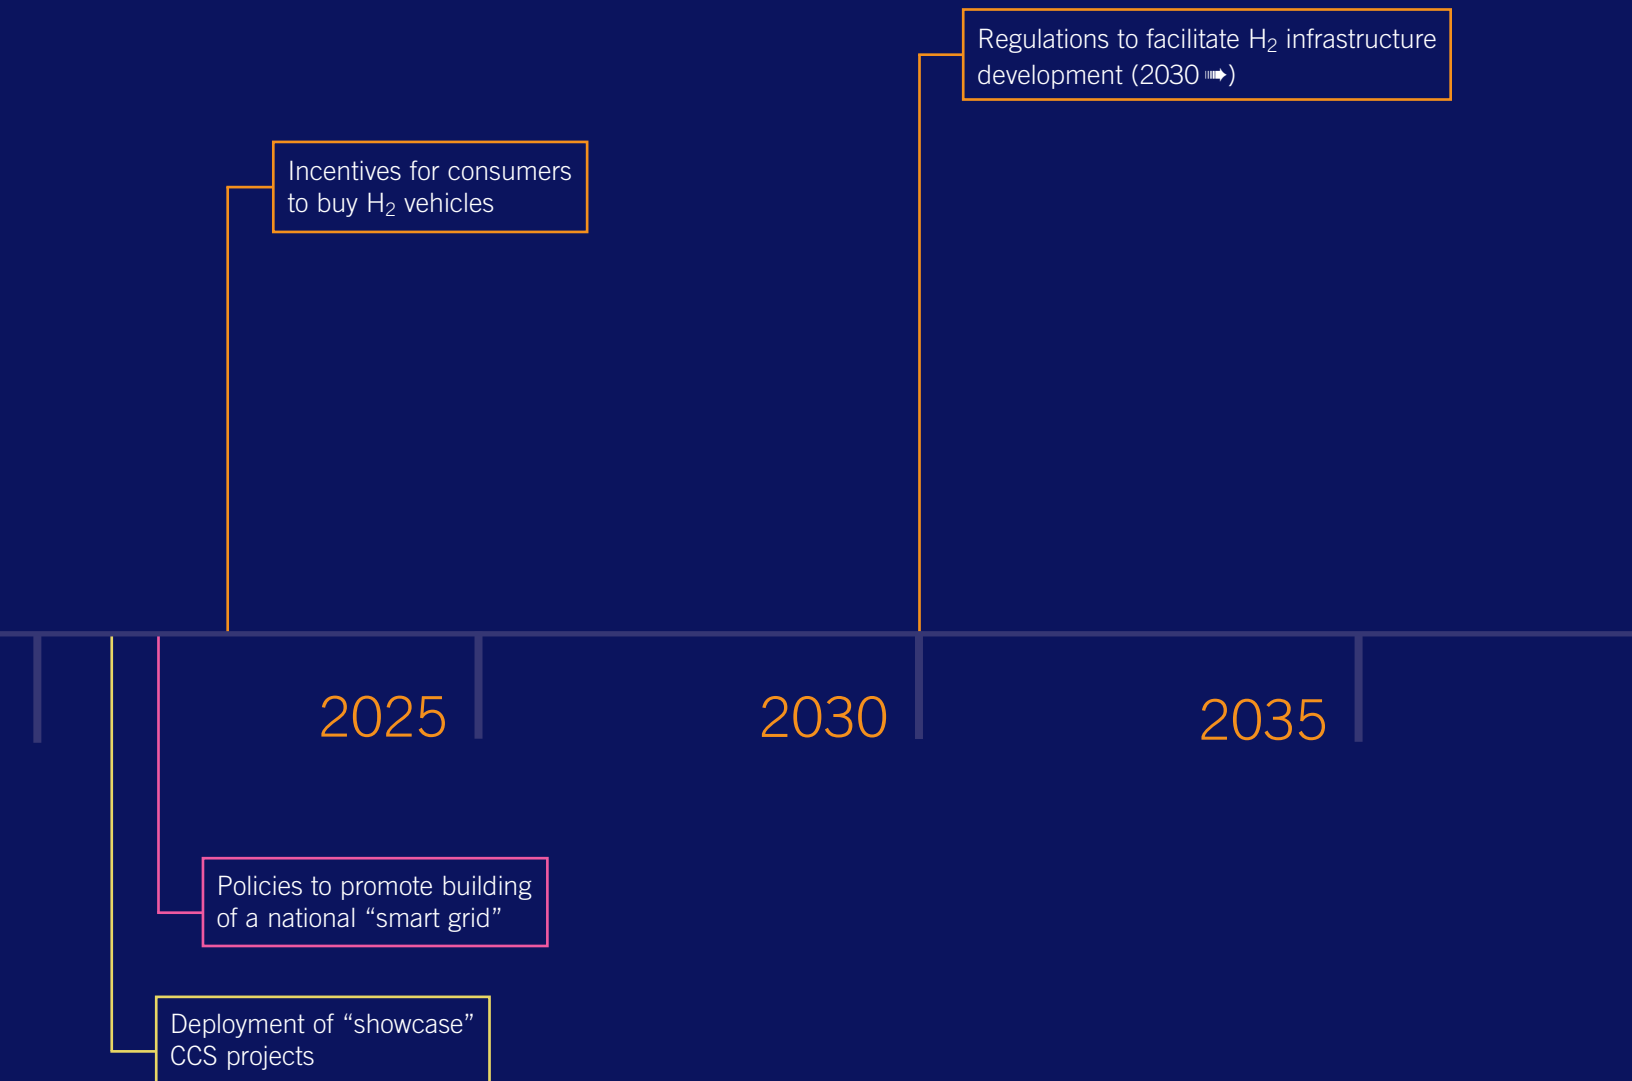 Regulations to facilitate H₂ infrastructure
development (2030 ➠)
Incentives for consumers
to buy H₂ vehicles
2025
2030
2035
Policies to promote building
of a national “smart grid”
Deployment of “showcase”
CCS projects